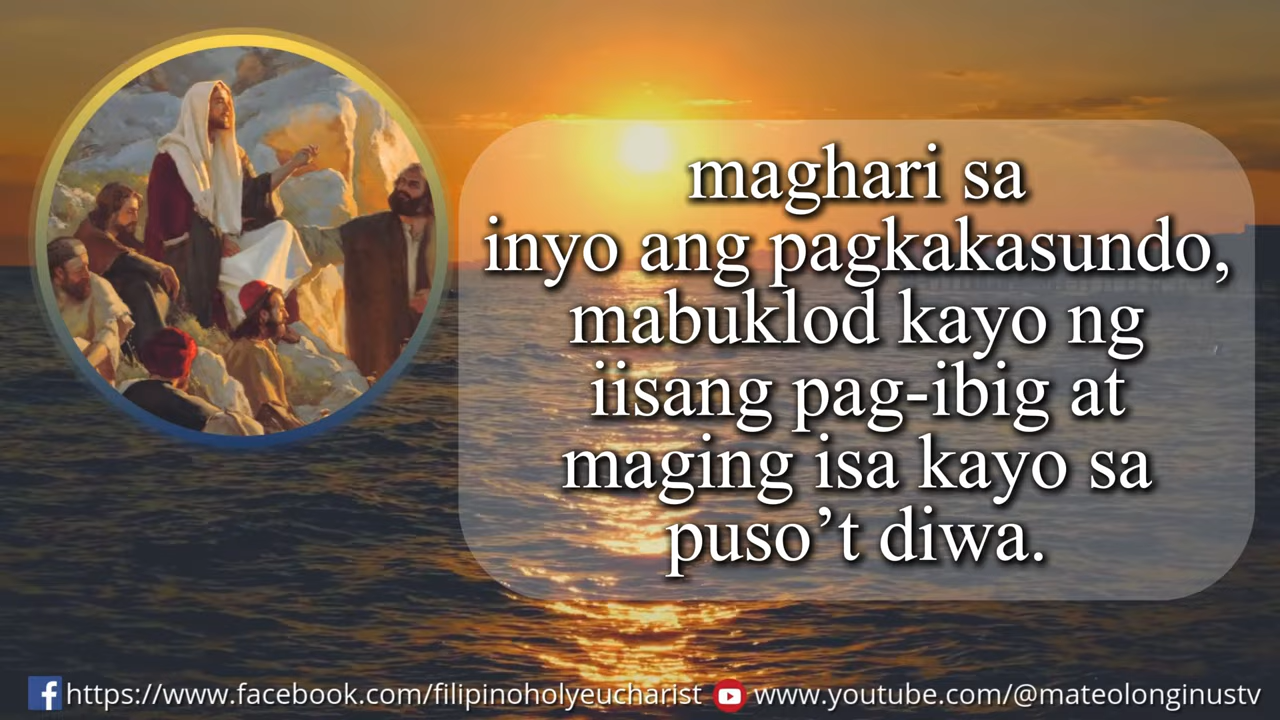 maghari sa
inyo ang pagkakasundo,
mabuklod kayo ng
iisang pag-ibig at
maging isa kayo sa
puso’t diwa.
https://www.facebook.com/filipinoholyeucharist www.youtube.com/@mateolonginustv